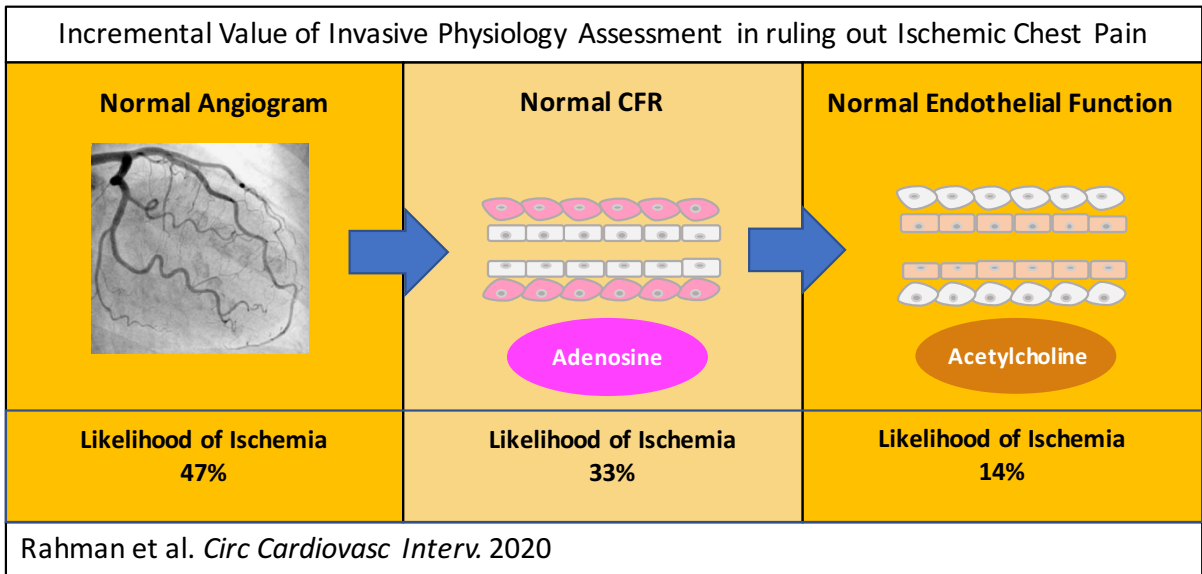 Incremental Value of Invasive Physiology Assessment in ruling out Ischemic Chest Pain
Normal Angiogram
Normal CFR
Normal Endothelial Function
Adenosine
Acetylcholine
Likelihood of Ischemia
47%
Likelihood of Ischemia
33%
Likelihood of Ischemia
14%
Rahman et al. Circ Cardiovasc Interv. 2020